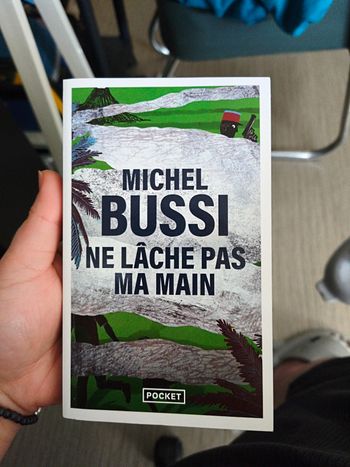 MICHEL
BUSSI
NE LÂCHE PAS
MA MAIN
POCKET